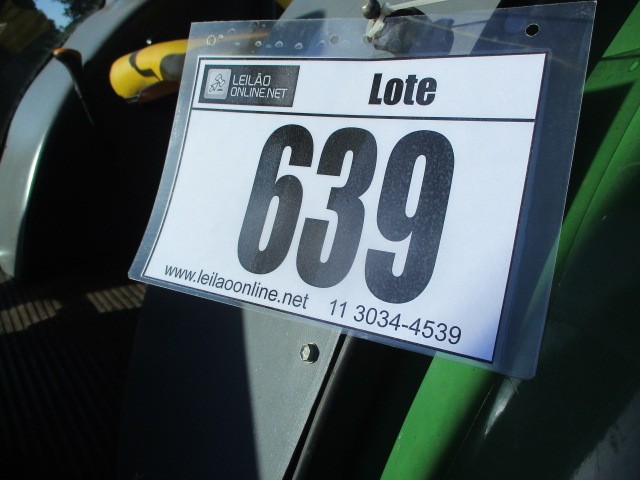 LEILÃO
ONLINE.NET
Lote
639
www.leilaoonline.net 11 3034-4539